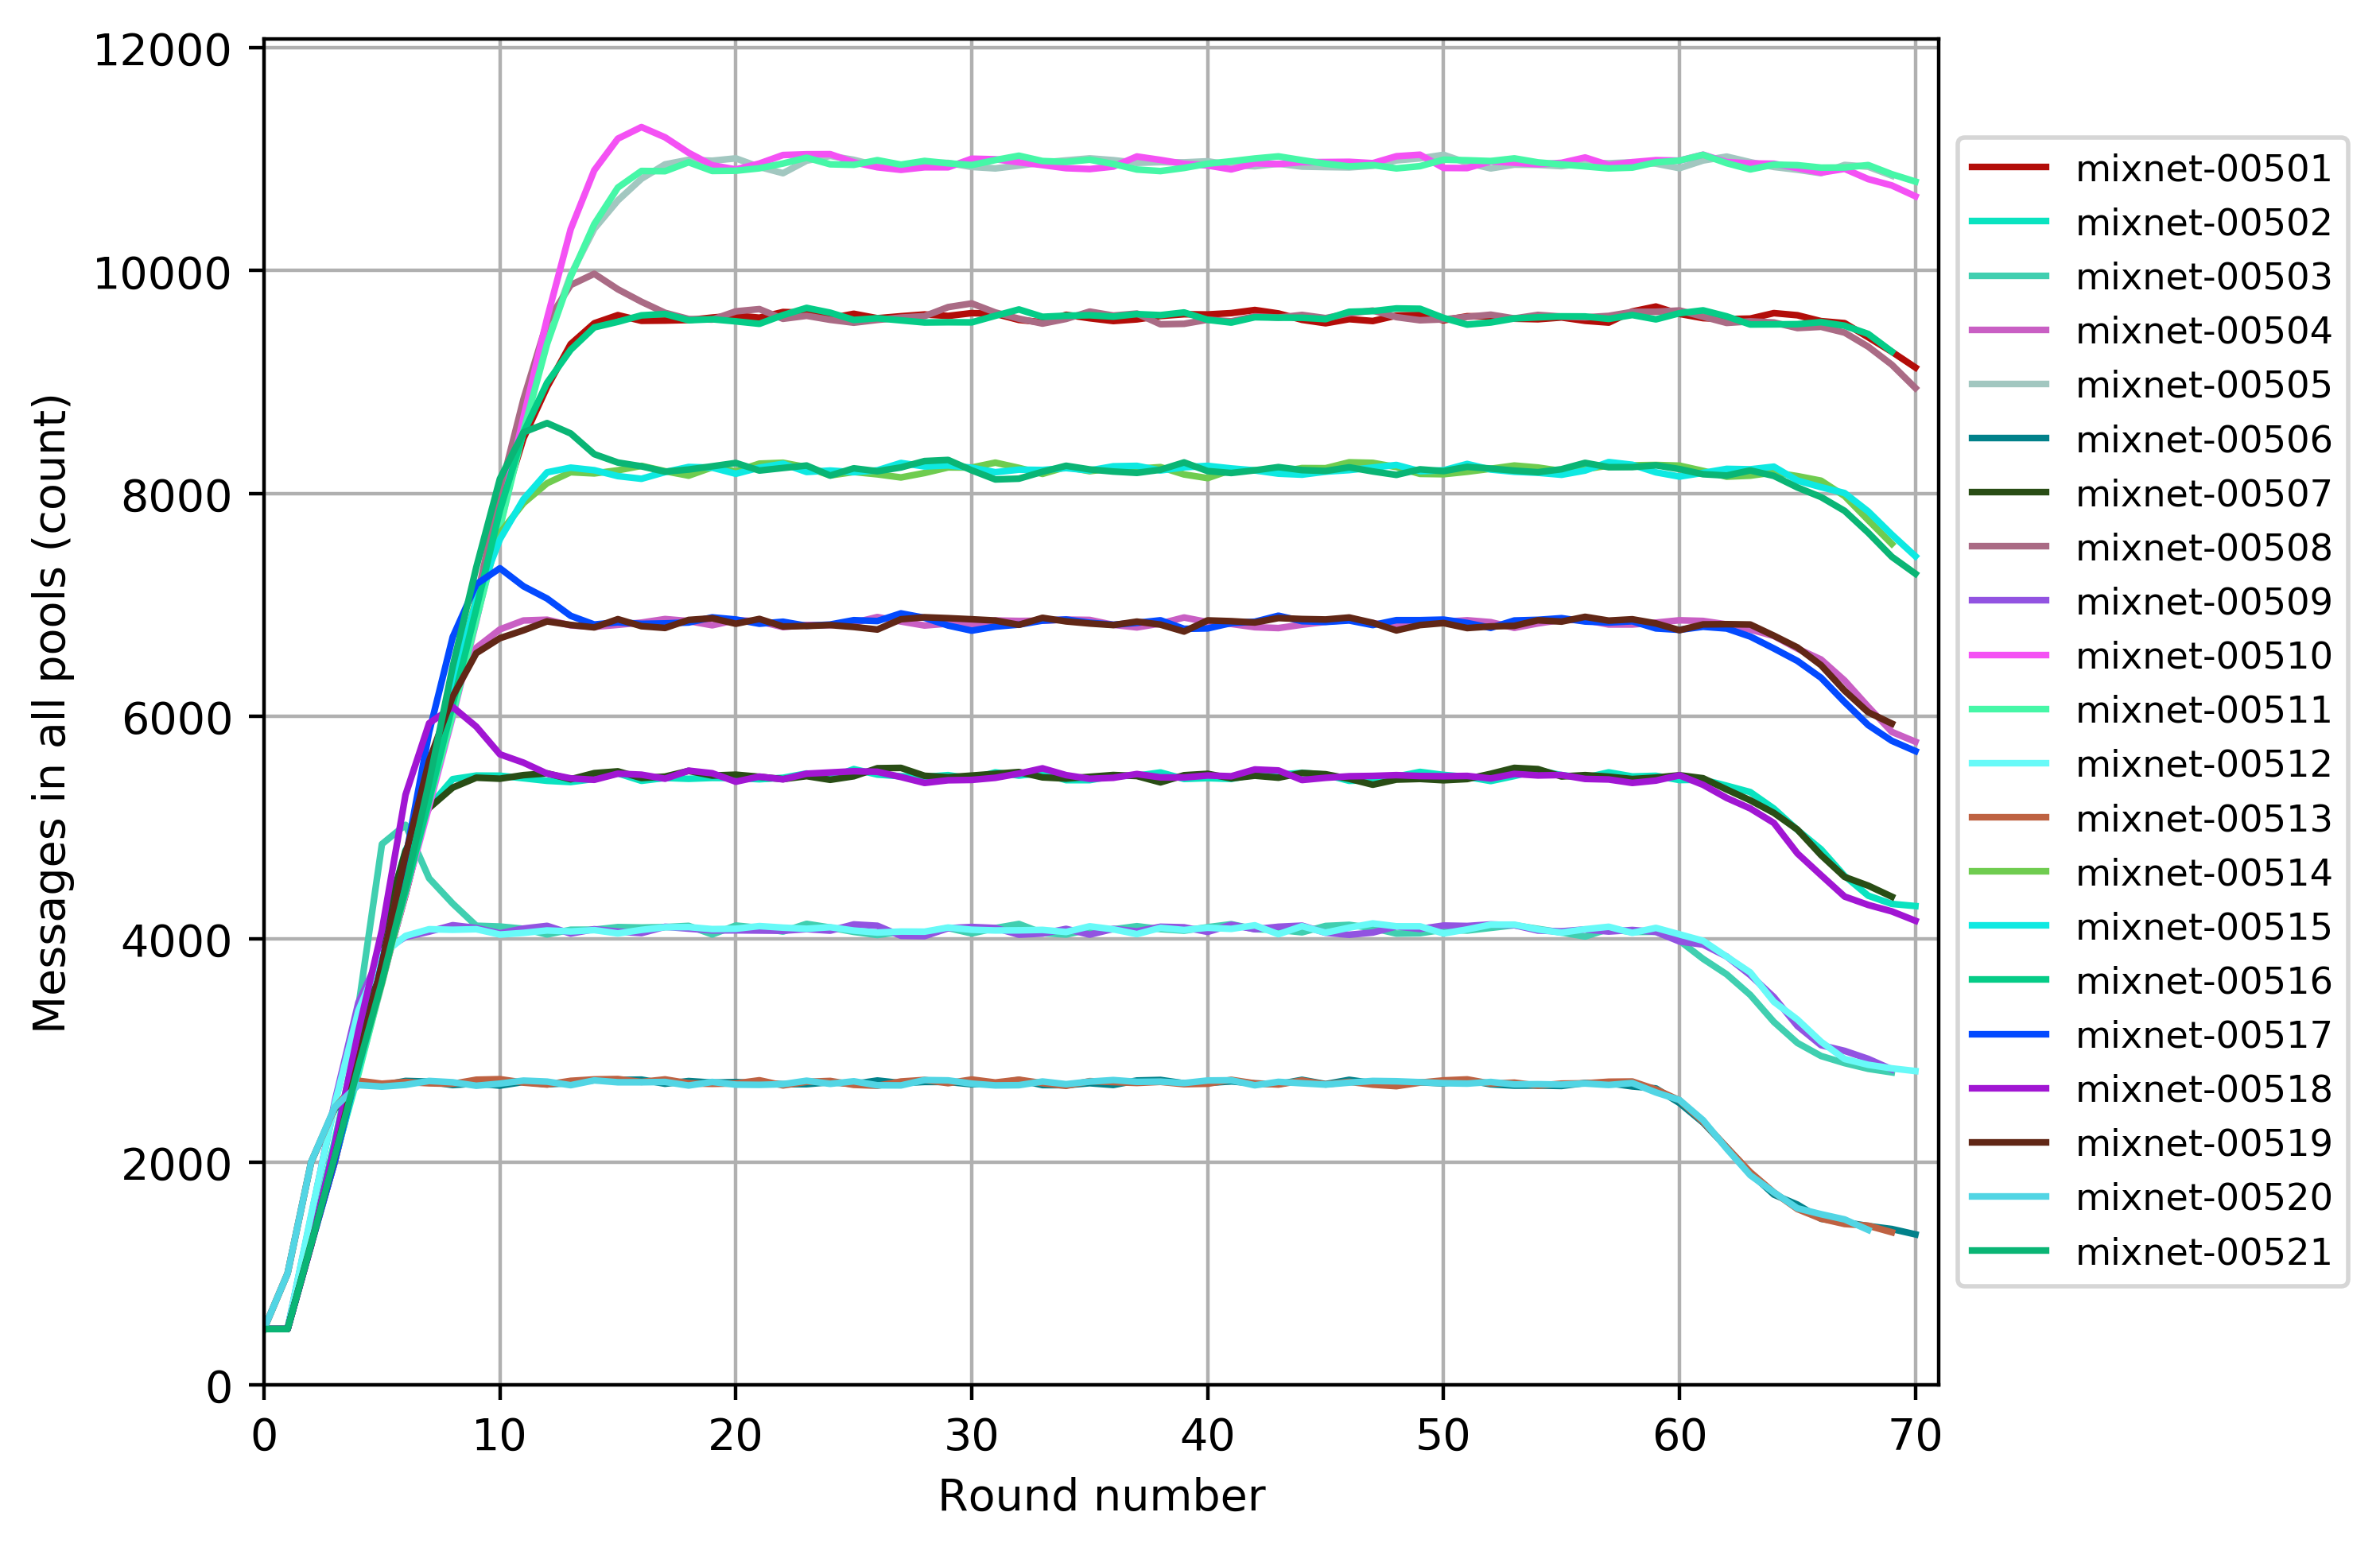 12000
10000
8000
6000
4000
2000
0
Messages in all pools (count)
0 10 20 30 40 50 60 70
Round number
mixnet-00501
mixnet-00502
mixnet-00503
mixnet-00504
mixnet-00505
mixnet-00506
mixnet-00507
mixnet-00508
mixnet-00509
mixnet-00510
mixnet-00511
mixnet-00512
mixnet-00513
mixnet-00514
mixnet-00515
mixnet-00516
mixnet-00517
mixnet-00518
mixnet-00519
mixnet-00520
mixnet-00521